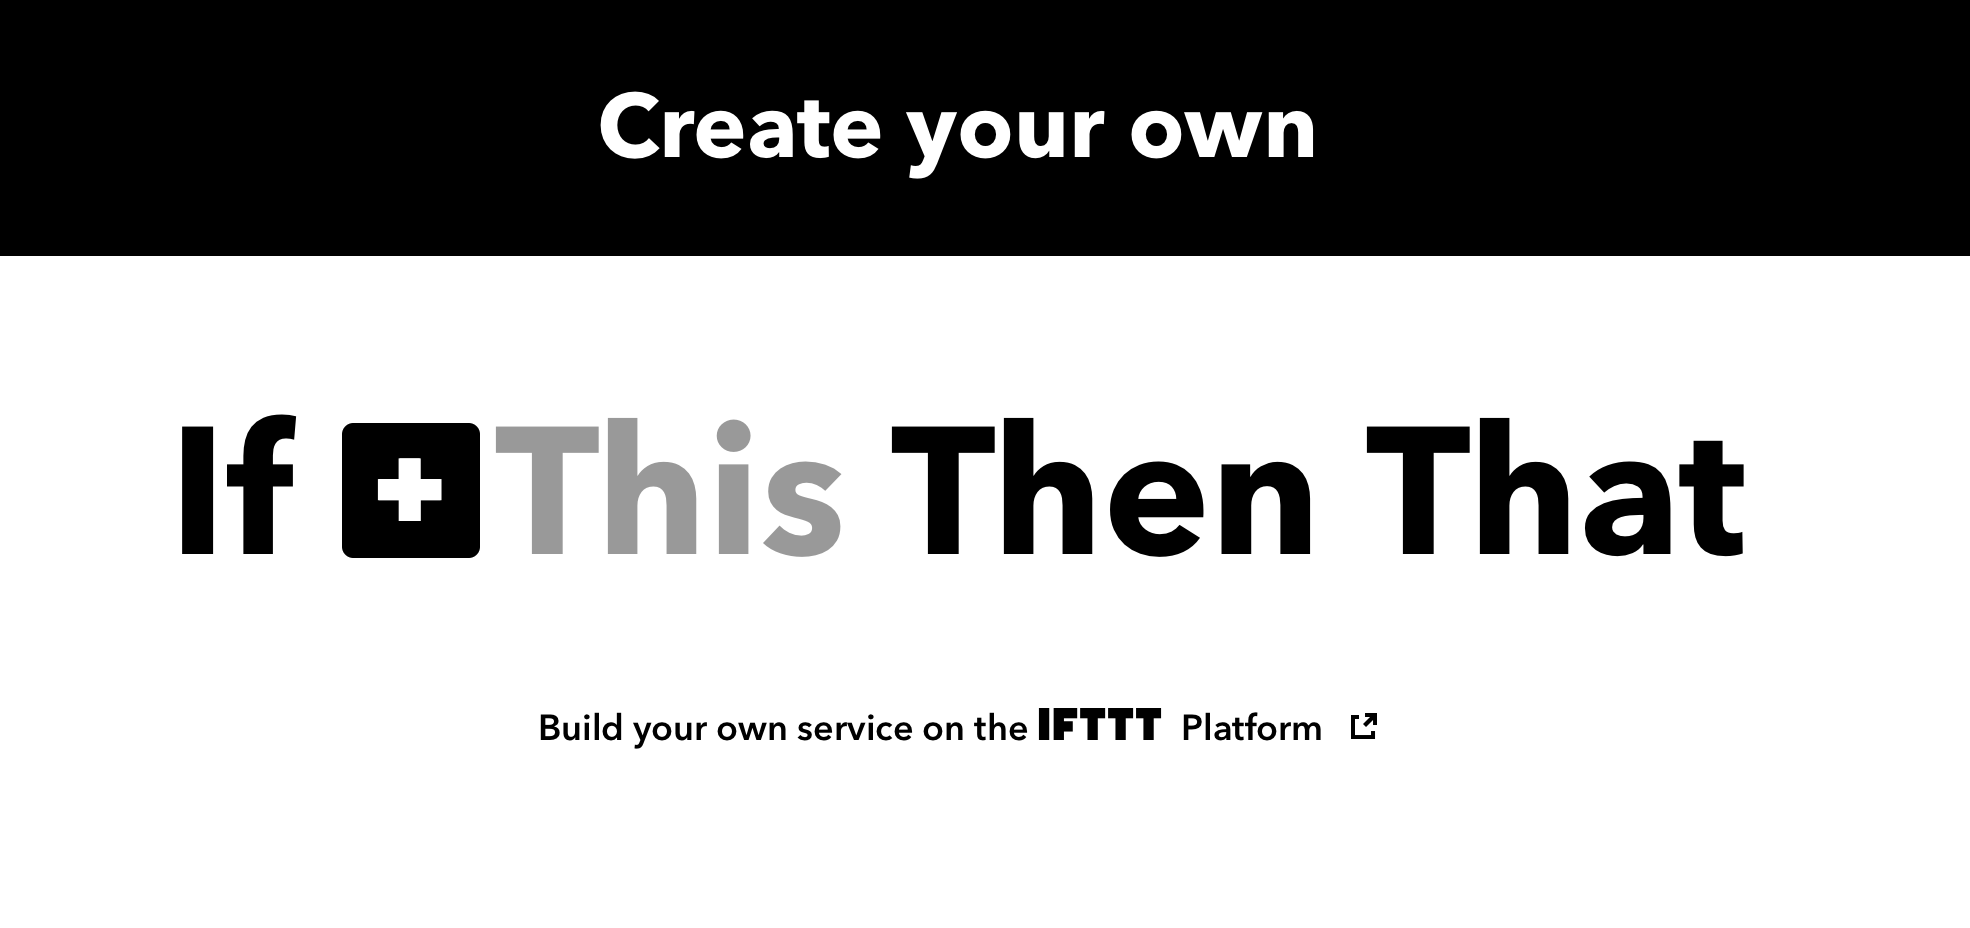 Create your own
If This Then That
Build your own service on the IFTTT Platform